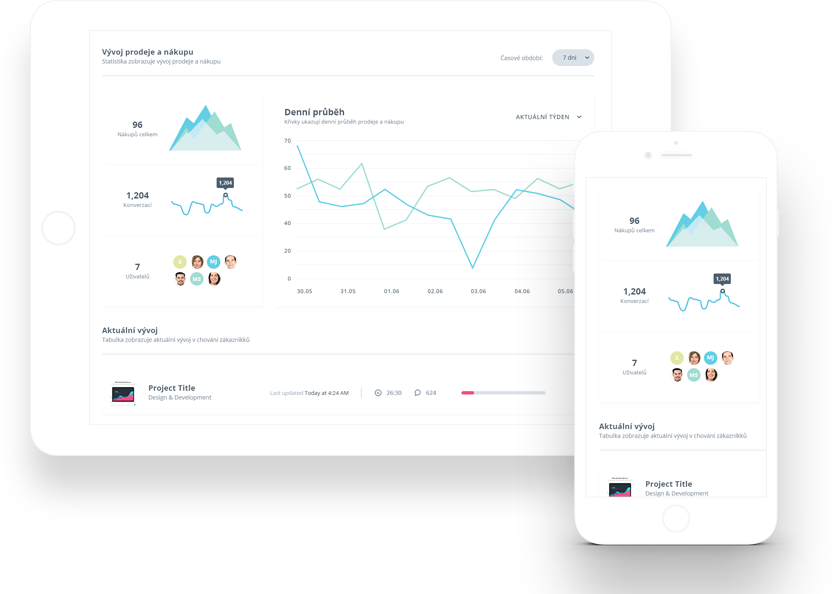 Vývoj prodeje a nákupu
Statistika zobrazuje vývoj prodeje a nákupu
Časové období:
7 dní
96
Nákupů celkem
1,204
1,204
Konverzací
7
Uživatelů
S
MJ
MS
Denní průběh
Křivky ukazují denní průběh prodeje a nákupu
AKTUÁLNÍ TÝDEN
70
60
50
40
20
0
30.05
31.05
01.06
02.06
03.06
04.06
05.06
Aktuální vývoj
Tabulka zobrazuje aktuální vývoj v chování zákazníkků
Project Title
Design & Development
Last updated: Today at 4:24 AM
26:30
624
96
Nákupů celkem
1,204
1,204
Konverzací
7
Uživatelů
S
MJ
MS
Aktuální vývoj
Tabulka zobrazuje aktuální vývoj v chování zákazníkků
Project Title
Design & Development